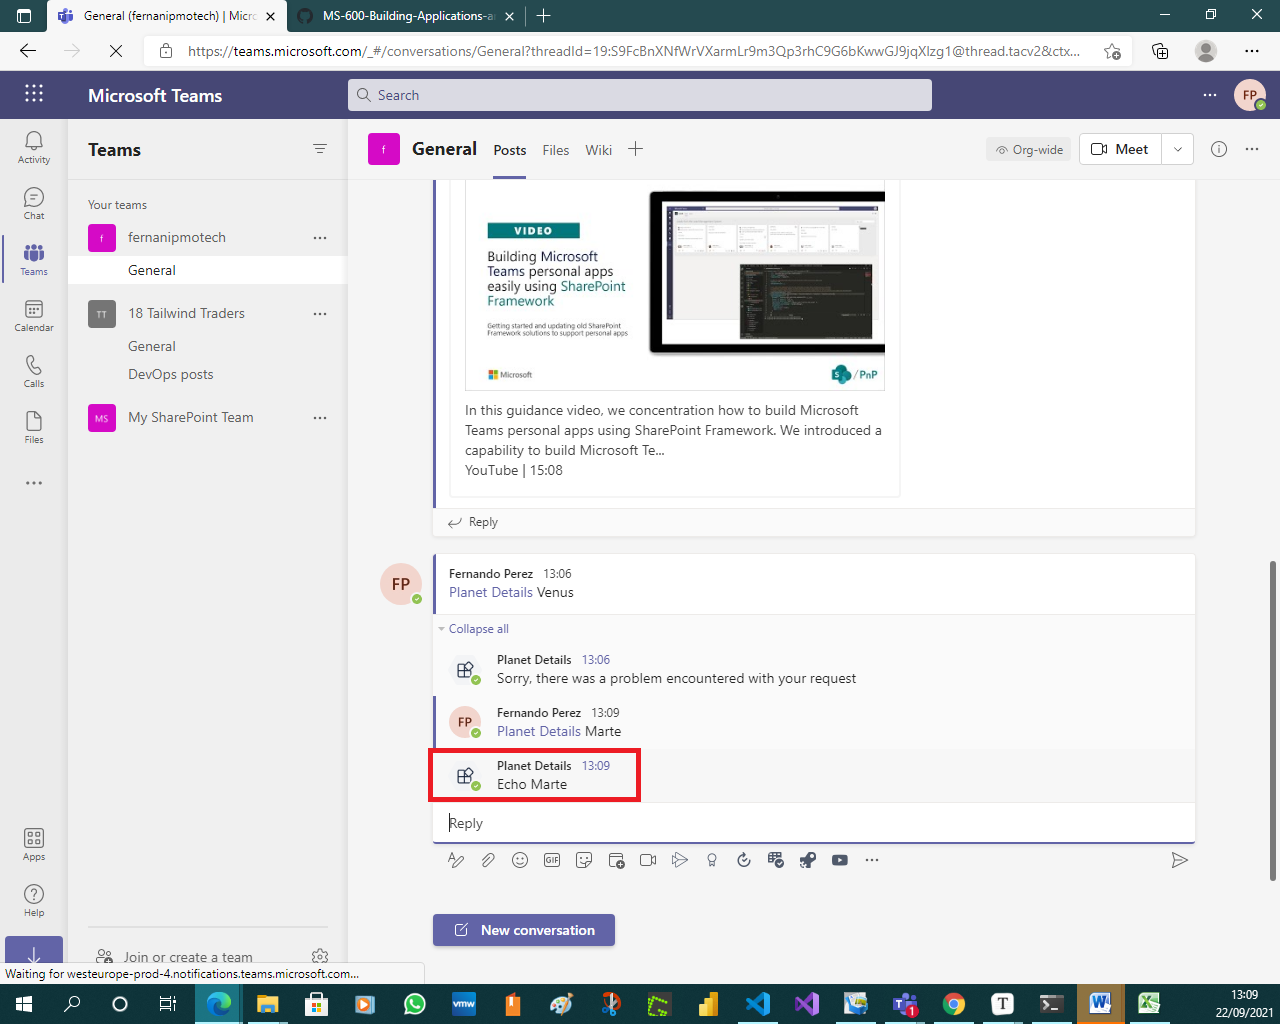 General (fernanipmotech) | Micro
MS-600-Building-Applications-a
https://teams.microsoft.com/_#/conversations/General?threadId=19:S9FcBnXNfWrVXarmLr9m3Qp3rhC9G6bKwwGJ9jqXlzg1@thread.tacv2&ctx...
Microsoft Teams
Search
FP
Activity
Chat
Teams
Calendar
Calls
Files
Apps
Help
Teams
Your teams
f
fernanipmotech
General
TT
18 Tailwind Traders
General
DevOps posts
MS
My SharePoint Team
Join or create a team
f
General
Posts
Files
Wiki
Org-wide
Meet
VIDEO
Building Microsoft
Teams personal apps
easily using SharePoint
Framework
Getting started and updating old SharePoint
Framework solutions to support personal apps
Microsoft
S
/ PnP
In this guidance video, we concentration how to build Microsoft
Teams personal apps using SharePoint Framework. We introduced a
capability to build Microsoft Te...
YouTube | 15:08
Reply
FP
Fernando Perez 13:06
Planet Details Venus
Collapse all
Planet Details 13:06
Sorry, there was a problem encountered with your request
FP
Fernando Perez 13:09
Planet Details Marte
Planet Details 13:09
Echo Marte
Reply
GIF
New conversation
Waiting for westeurope-prod-4.notifications.teams.microsoft.com...
vmw
1
T
13:09
22/09/2021